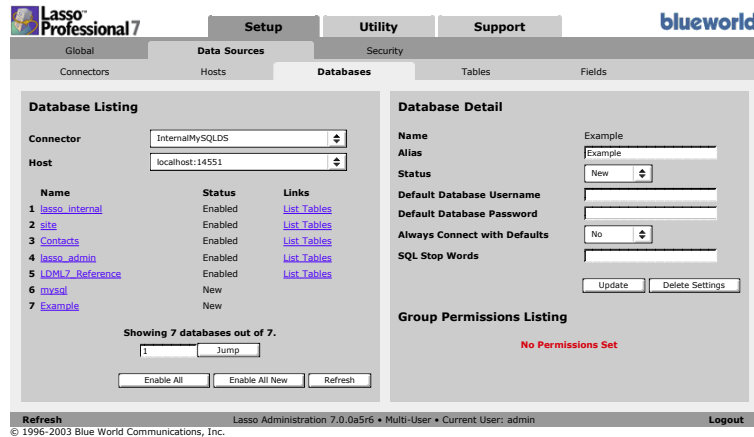 Lasso™
Professional 7
Setup Utility Support
blueworld
Global Data Sources Security
Connectors Hosts Databases Tables Fields
Database Listing
Connector InternalMySQLDS
Host localhost:14551
Name Status Links
1 lasso_internal Enabled List Tables
2 site Enabled List Tables
3 Contacts Enabled List Tables
4 lasso_admin Enabled List Tables
5 LDML7_Reference Enabled List Tables
6 mysql New
7 Example New
Showing 7 databases out of 7.
1 Jump
Enable All Enable All New Refresh
Database Detail
Name Example
Alias Example
Status New
Default Database Username
Default Database Password
Always Connect with Defaults No
SQL Stop Words
Update Delete Settings
Group Permissions Listing
No Permissions Set
Refresh Lasso Administration 7.0.0a5r6 • Multi-User • Current User: admin Logout
© 1996-2003 Blue World Communications, Inc.